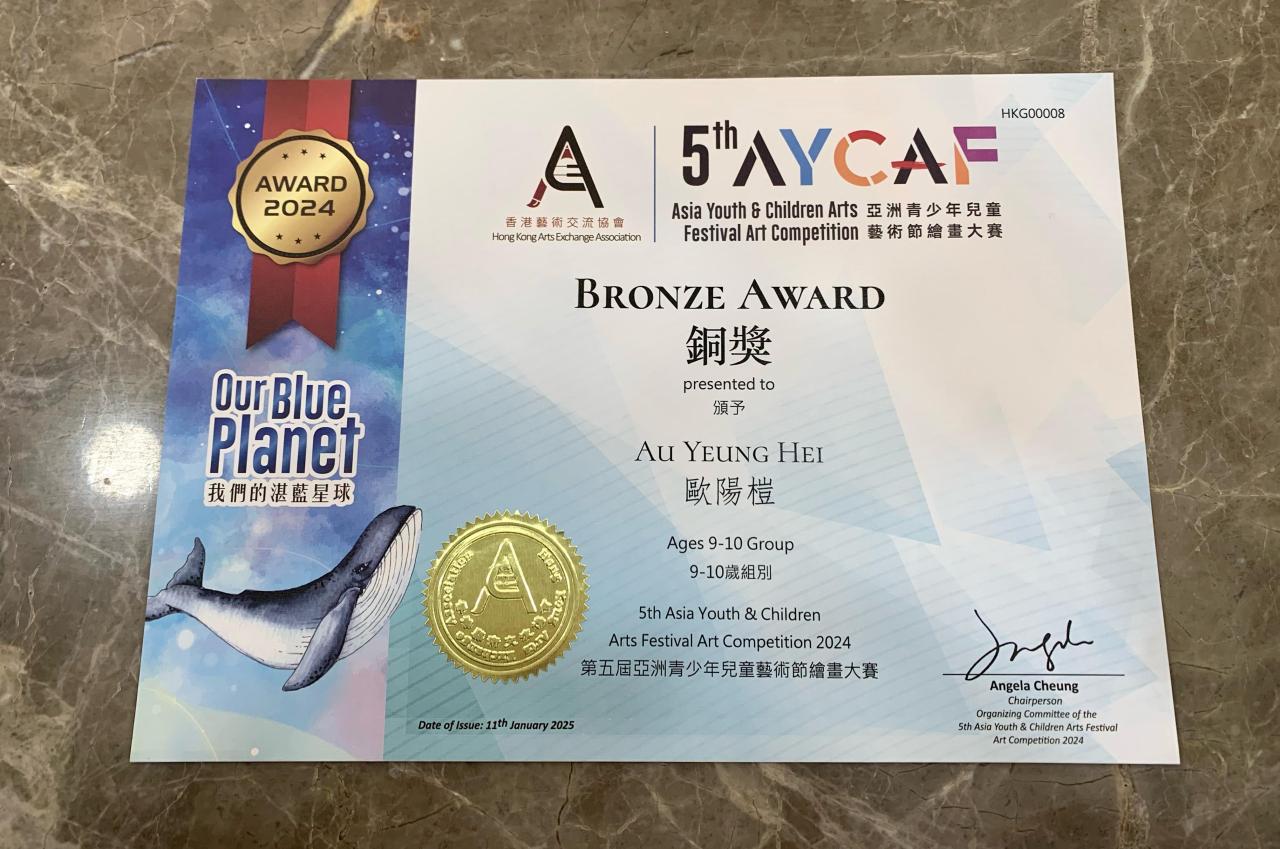 HKG00008
AWARD
2024
Our Blue
Planet
我們的湛藍星球
香港藝術交流協會
Hong Kong Arts Exchange Association
5th AYCAF
Asia Youth & Children Arts
Festival Art Competition
亞洲青少年兒童
藝術節繪畫大賽
BRONZE AWARD
銅獎
presented to
頒予
AU YEUNG HEI
歐陽榿
Ages 9-10 Group
9-10歲組別
5th Asia Youth & Children
Arts Festival Art Competition 2024
第五屆亞洲青少年兒童藝術節繪畫大賽
Date of Issue: 11th January 2025
Angela Cheung
Chairperson
Organizing Committee of the
5th Asia Youth & Children Arts Festival
Art Competition 2024